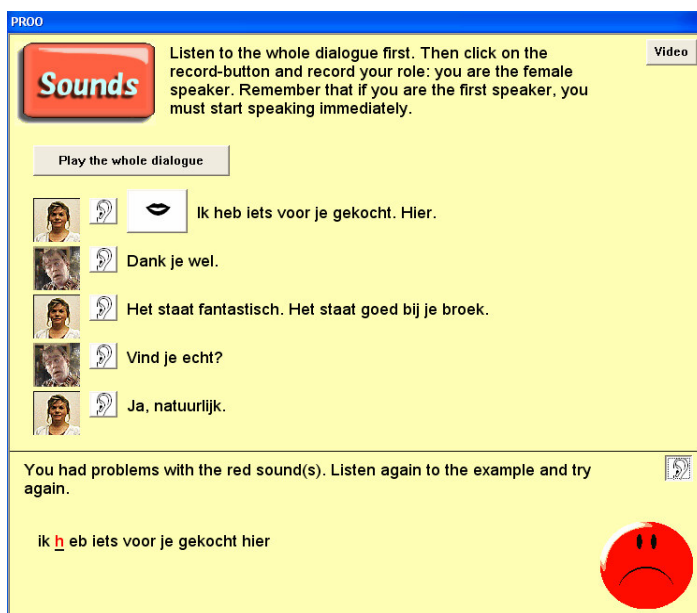 PROO
Sounds
Listen to the whole dialogue first. Then click on the
record-button and record your role: you are the female
speaker. Remember that if you are the first speaker, you
must start speaking immediately.
Video
Play the whole dialogue
Ik heb iets voor je gekocht. Hier.
Dank je wel.
Het staat fantastisch. Het staat goed bij je broek.
Vind je echt?
Ja, natuurlijk.
You had problems with the red sound(s). Listen again to the example and try
again.
ik h eb iets voor je gekocht hier